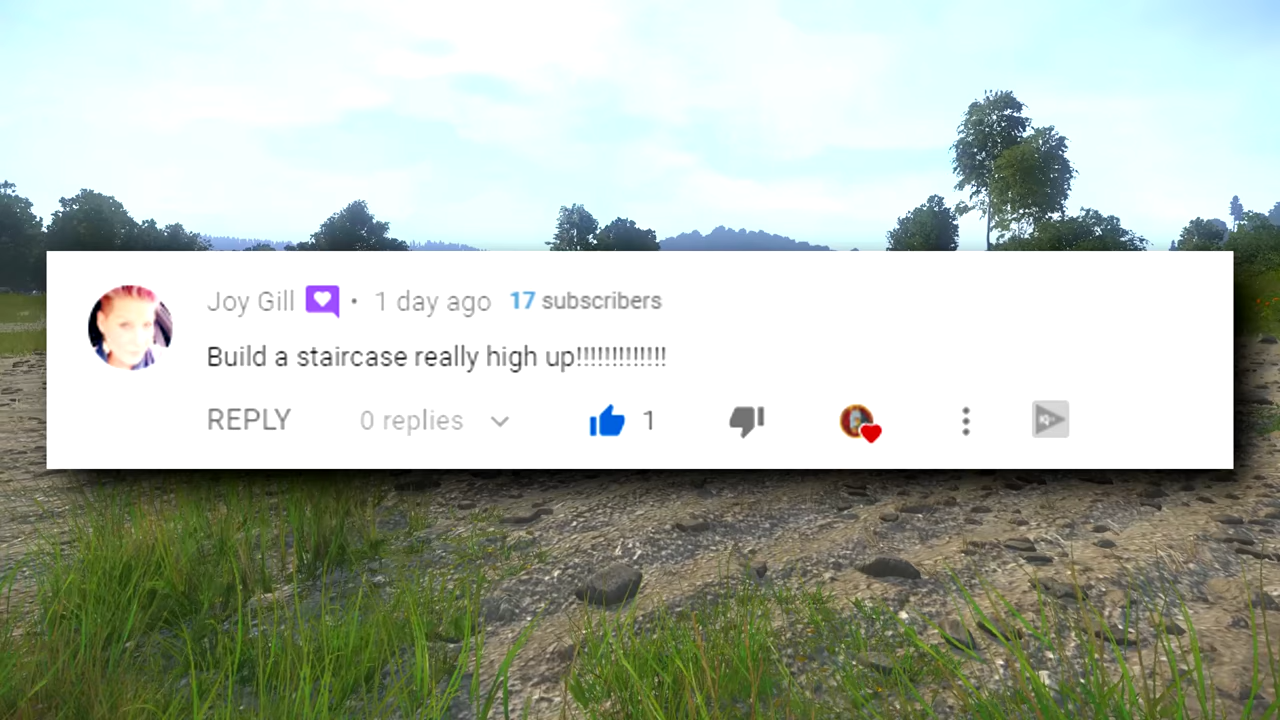 Joy Gill • 1 day ago 17 subscribers
Build a staircase really high up!!!!!!!!!!!!!
REPLY 0 replies 1